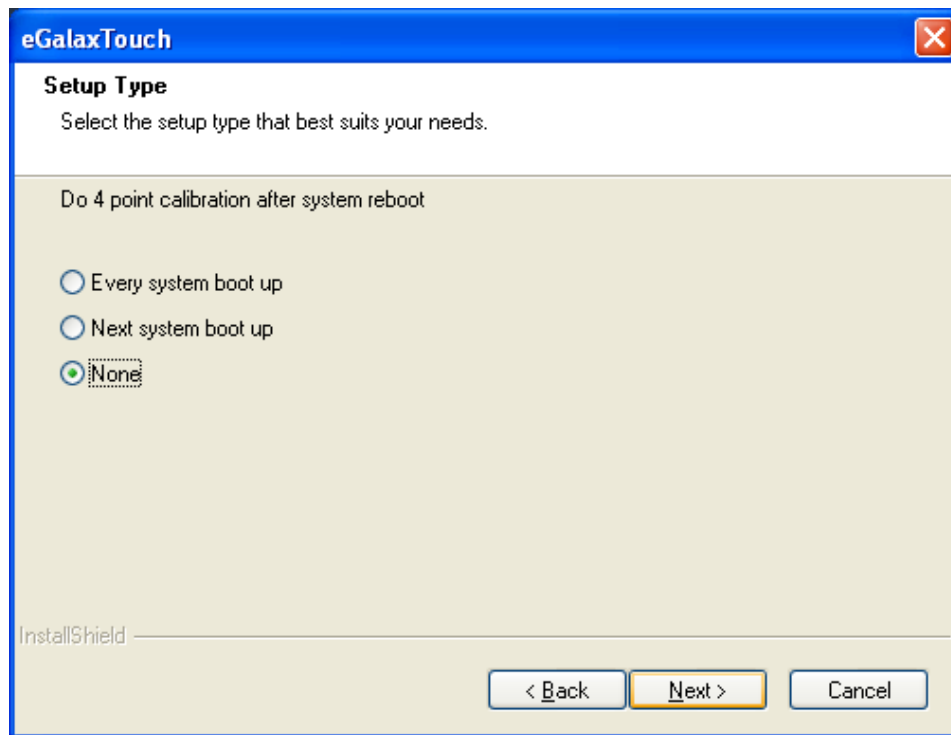 eGalaxTouch
Setup Type
Select the setup type that best suits your needs.
Do 4 point calibration after system reboot
Every system boot up
Next system boot up
None
InstallShield
< Back Next > Cancel